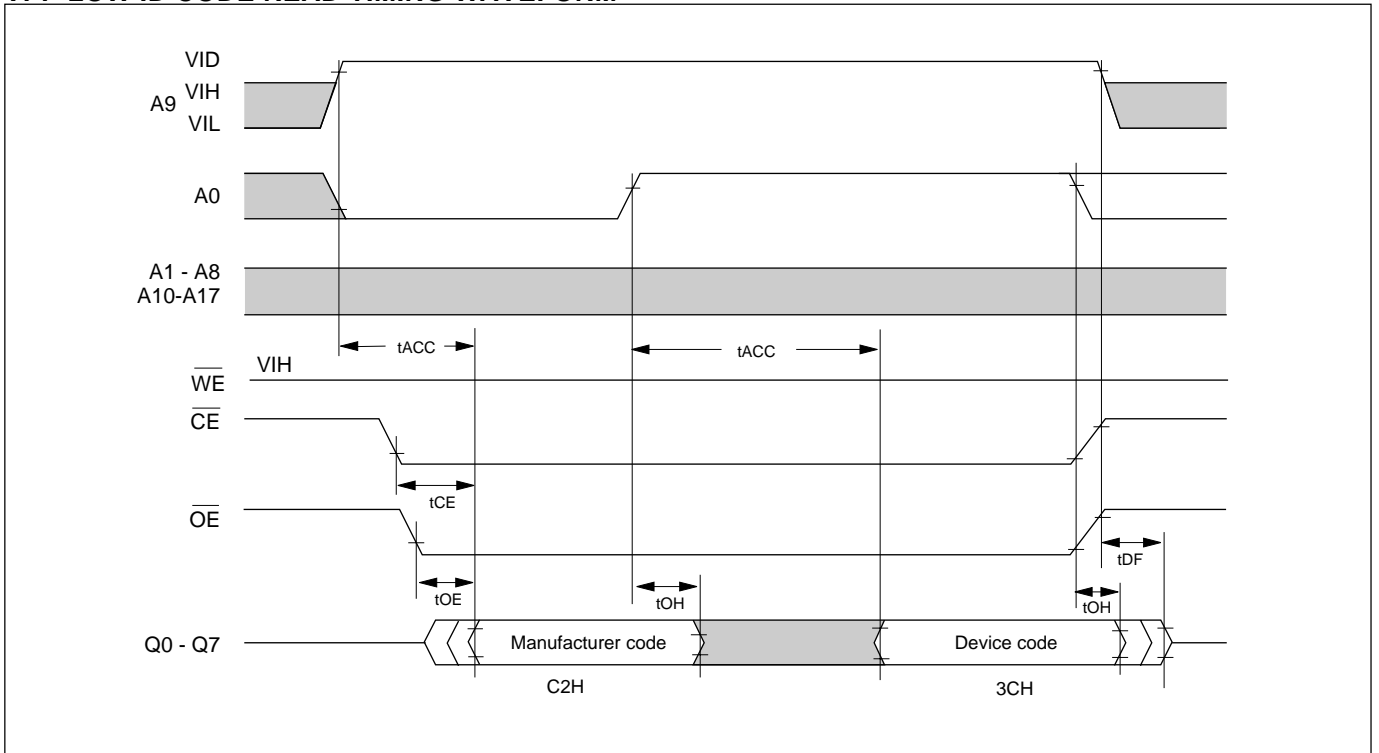 VID
A9 VIH
VIL
A0
A1 - A8
A10-A17
tACC
tACC
VIH
WE
CE
tCE
OE
tDF
tOE
tOH
tOH
Q0 - Q7
Manufacturer code
Device code
C2H
3CH